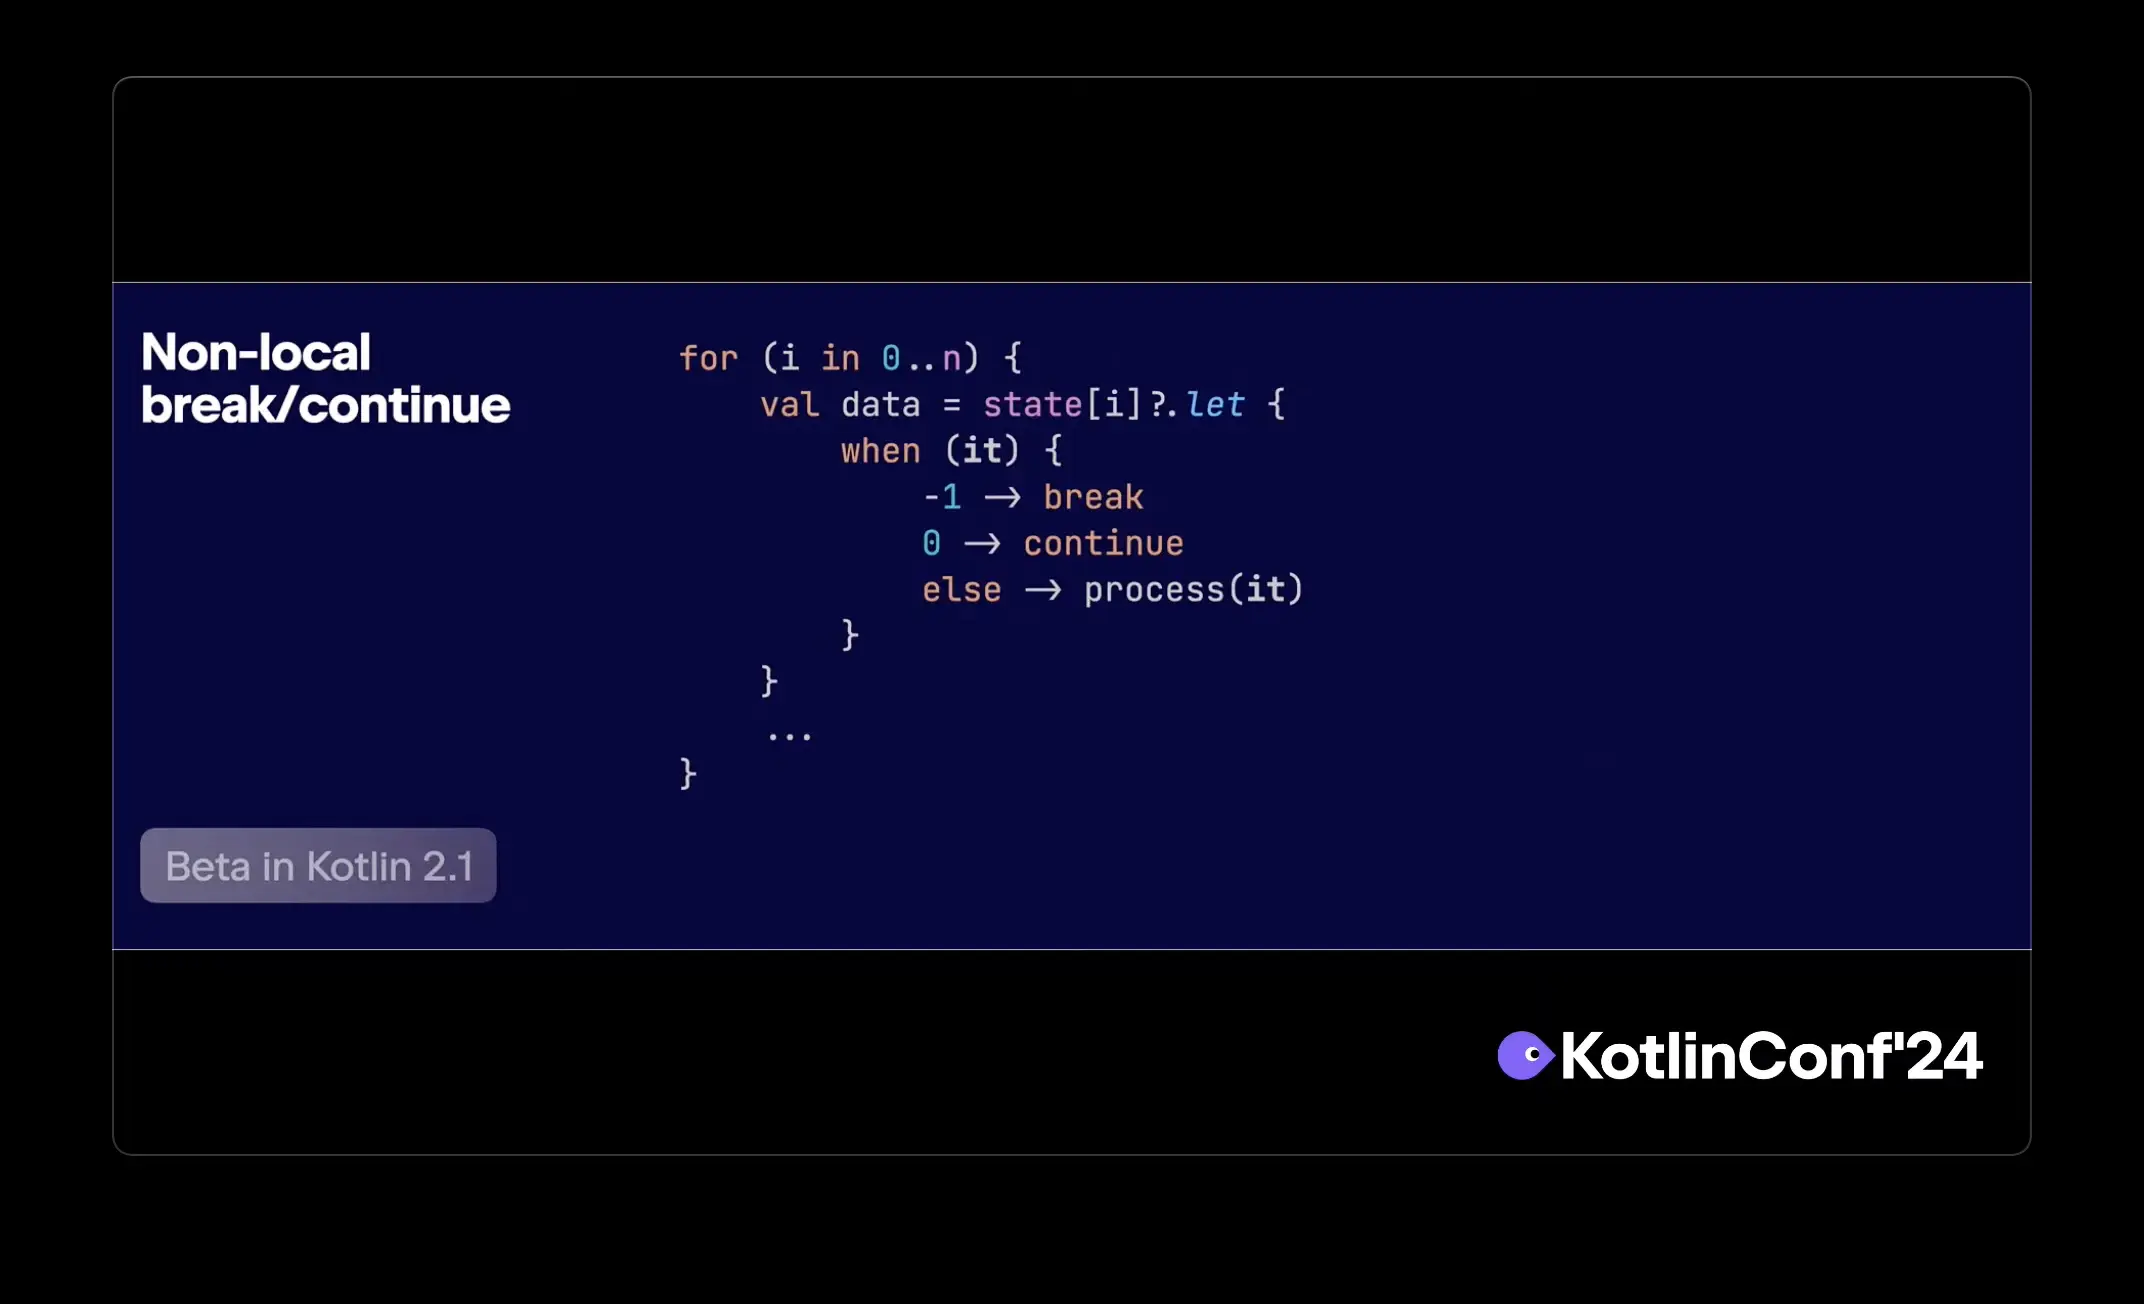 Non-local
break/continue
for (i in 0..n) {
    val data = state[i]?.let {
        when (it) {
            -1 -> break
            0 -> continue
            else -> process(it)
        }
    }
    ...
}
Beta in Kotlin 2.1
KotlinConf'24